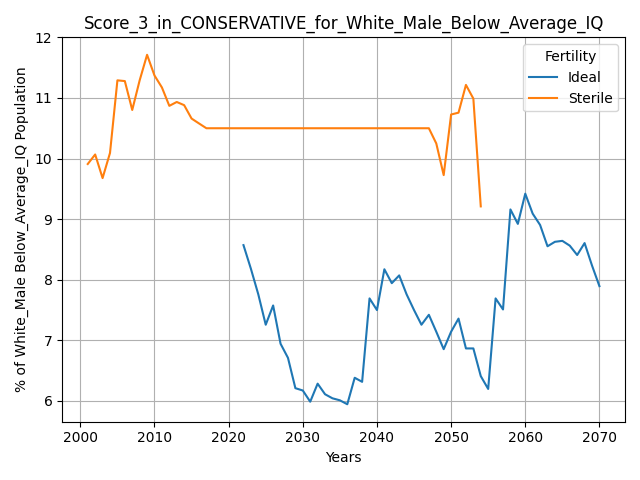 Score_3_in_CONSERVATIVE_for_White_Male_Below_Average_IQ
Fertility
Ideal
Sterile
% of White_Male Below_Average_IQ Population
12
11
10
9
8
7
6
2000 2010 2020 2030 2040 2050 2060 2070
Years